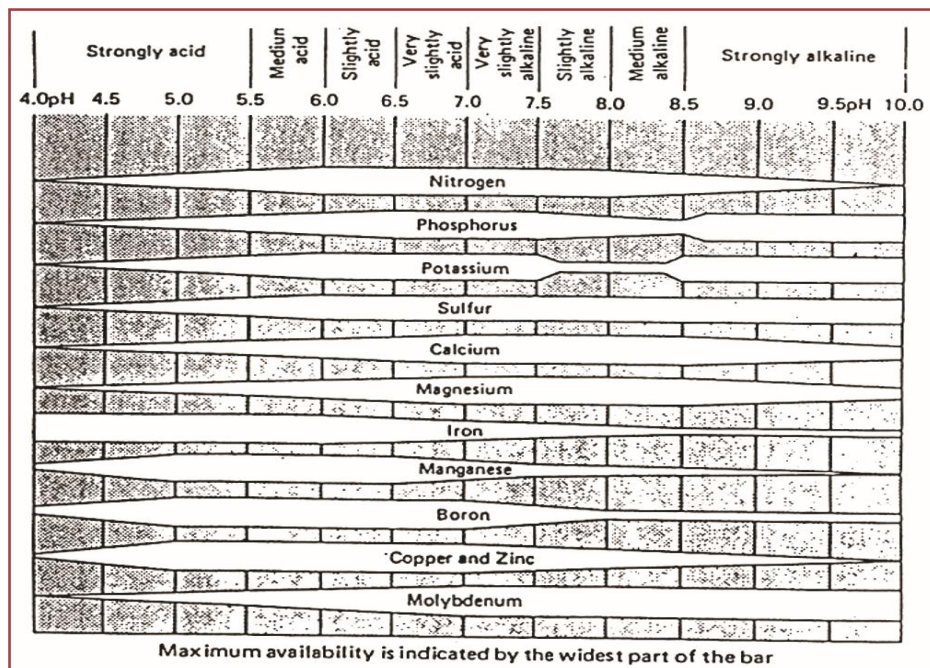 Strongly acid
Mediun acid
Slightly acid
Very slightly acid
Very slightly alkaline
Slightly alkaline
Medium alkaline
Strongly alkaline
4.0pH 4.5 5.0 5.5 6.0 6.5 7.0 7.5 8.0 8.5 9.0 9.5pH 10.0
Nitrogen
Phosphorus
Potassium
Sulfur
Calcium
Magnesium
Iron
Manganese
Boron
Copper and Zinc
Molybdenum
Maximum availability is indicated by the widest part of the bar